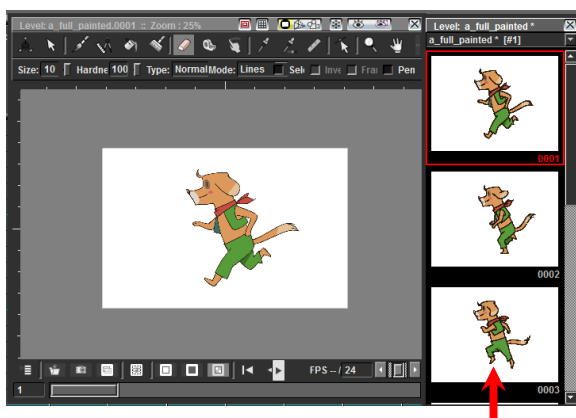 Level: a_full_painted.0001 :: Zoom : 25%
Size: 10 Hardne 100 Type: Normal Mode: Lines Sele Inve Fra Pen
FPS -- / 24
1
Level: a_full_painted *
a_full_painted * [#1]
0001
0002
0003